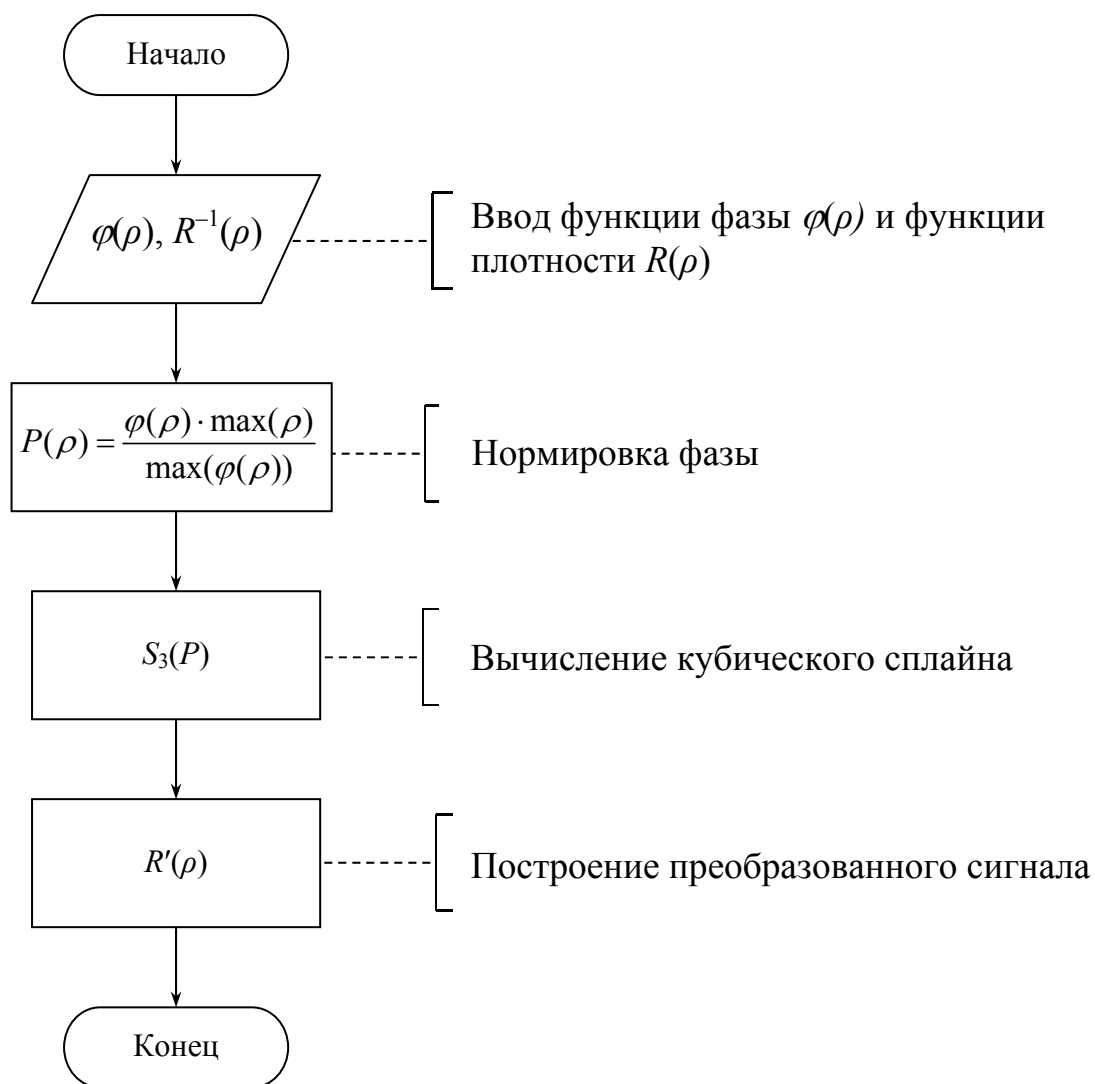 Начало
φ(ρ), R⁻¹(ρ)
Ввод функции фазы φ(ρ) и функции
плотности R(ρ)
P(ρ) = φ(ρ) · max(ρ) / max(φ(ρ))
Нормировка фазы
S₃(P)
Вычисление кубического сплайна
R′(ρ)
Построение преобразованного сигнала
Конец